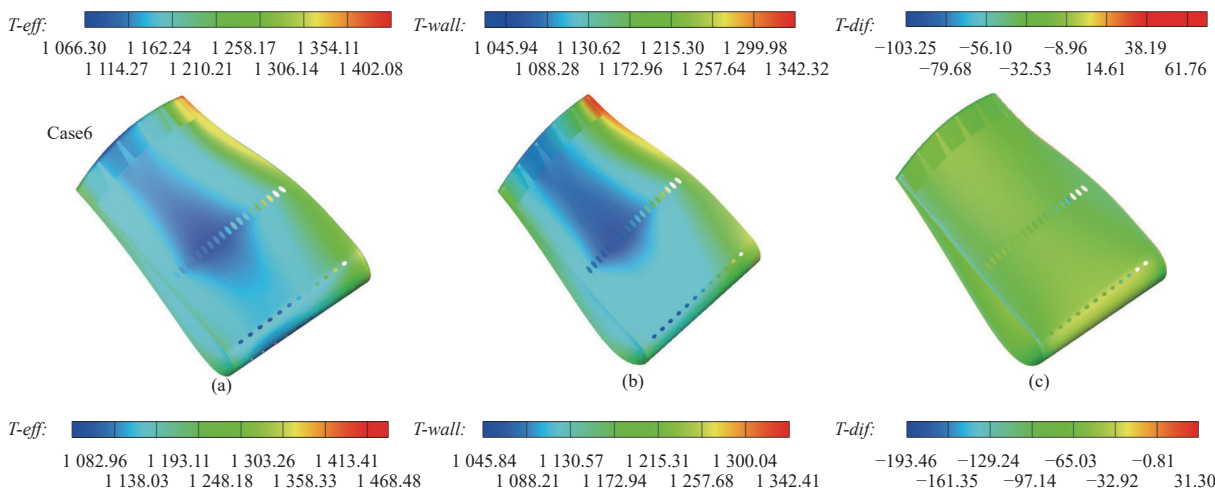 T-eff: T-wall: T-dif:
1 066.30 1 162.24 1 258.17 1 354.11 1 045.94 1 130.62 1 215.30 1 299.98 −103.25 −56.10 −8.96 38.19
1 114.27 1 210.21 1 306.14 1 402.08 1 088.28 1 172.96 1 257.64 1 342.32 −79.68 −32.53 14.61 61.76
Case6
(a) (b) (c)
T-eff: T-wall: T-dif:
1 082.96 1 193.11 1 303.26 1 413.41 1 045.84 1 130.57 1 215.31 1 300.04 −193.46 −129.24 −65.03 −0.81
1 138.03 1 248.18 1 358.33 1 468.48 1 088.21 1 172.94 1 257.68 1 342.41 −161.35 −97.14 −32.92 31.30